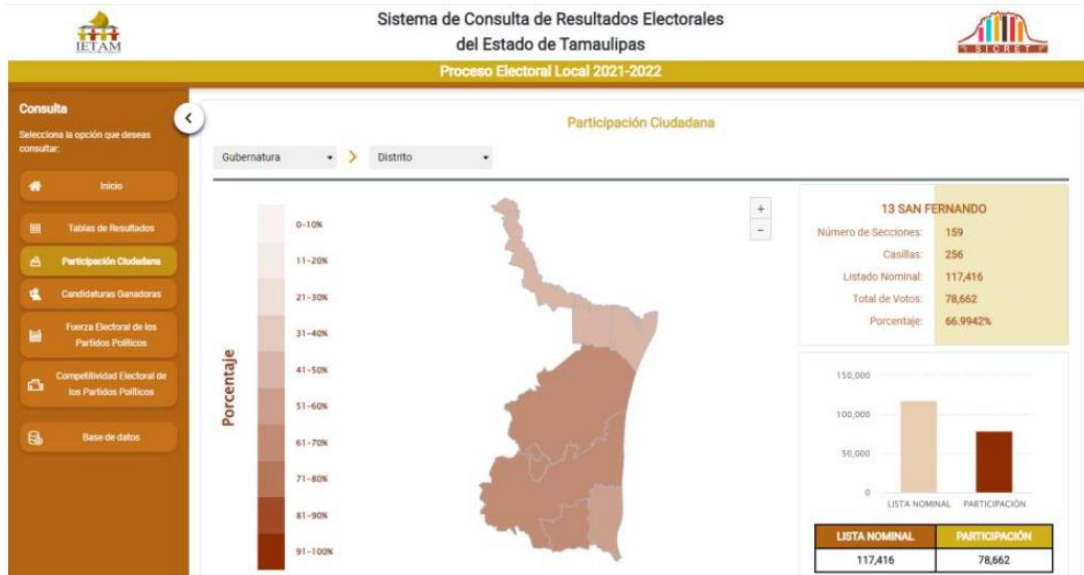 IETAM
Sistema de Consulta de Resultados Electorales
del Estado de Tamaulipas
SICRET
Proceso Electoral Local 2021-2022
Consulta
Selecciona la opción que deseas
consultar:
Inicio
Tablas de Resultados
Participación Ciudadana
Candidaturas Ganadoras
Fuerza Electoral de los
Partidos Políticos
Competitividad Electoral de
los Partidos Políticos
Base de datos
Participación Ciudadana
Gubernatura
Distrito
Porcentaje
0-10%
11-20%
21-30%
31-40%
41-50%
51-60%
61-70%
71-80%
81-90%
91-100%
+
-
13 SAN FERNANDO
Número de Secciones: 159
Casillas: 256
Listado Nominal: 117,416
Total de Votos: 78,662
Porcentaje: 66.9942%
150,000
100,000
50,000
0
LISTA NOMINAL PARTICIPACIÓN
LISTA NOMINAL PARTICIPACIÓN
117,416 78,662